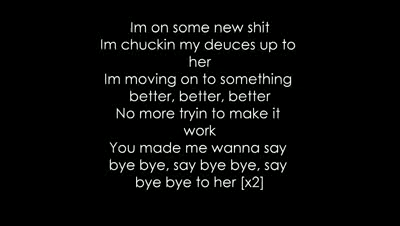 Im on some new shit
Im chuckin my deuces up to
her
Im moving on to something
better, better, better
No more tryin to make it
work
You made me wanna say
bye bye, say bye bye, say
bye bye to her [x2]